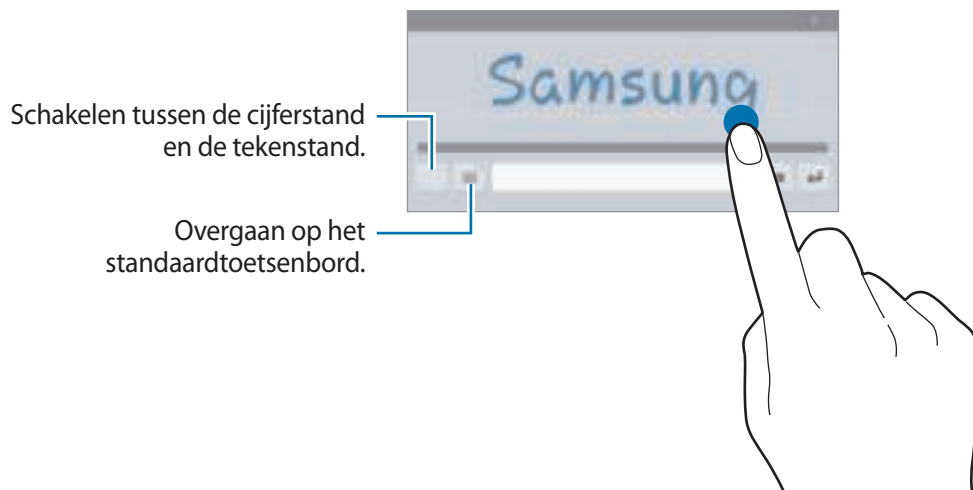 Samsung
Schakelen tussen de cijferstand
en de tekenstand.
Overgaan op het
standaardtoetsenbord.